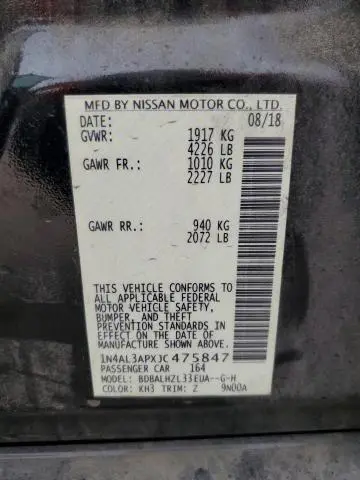 MFD BY NISSAN MOTOR CO., LTD.
DATE: 08/18
GVWR: 1917 KG
4226 LB
GAWR FR.: 1010 KG
2227 LB
GAWR RR.: 940 KG
2072 LB
THIS VEHICLE CONFORMS TO
ALL APPLICABLE FEDERAL
MOTOR VEHICLE SAFETY,
BUMPER, AND THEFT
PREVENTION STANDARDS IN
EFFECT ON THE DATE OF
MANUFACTURE SHOWN ABOVE.
1N4AL3APXJC475847
PASSENGER CAR 164
MODEL: BDBALHZL33EUA--G-H
COLOR: KH3 TRIM: Z 9N00A